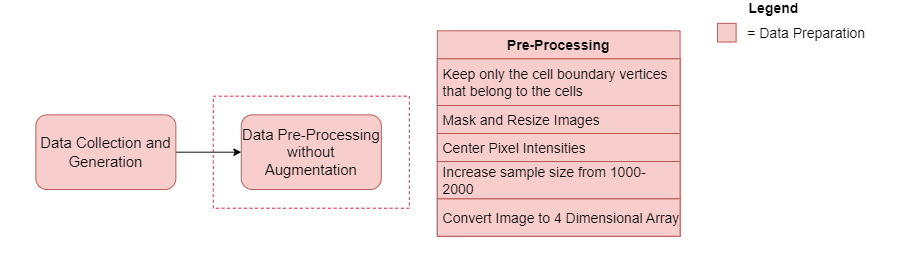 Legend
= Data Preparation
Pre-Processing
Keep only the cell boundary vertices
that belong to the cells
Mask and Resize Images
Center Pixel Intensities
Increase sample size from 1000-
2000
Convert Image to 4 Dimensional Array
Data Collection and
Generation
Data Pre-Processing
without
Augmentation